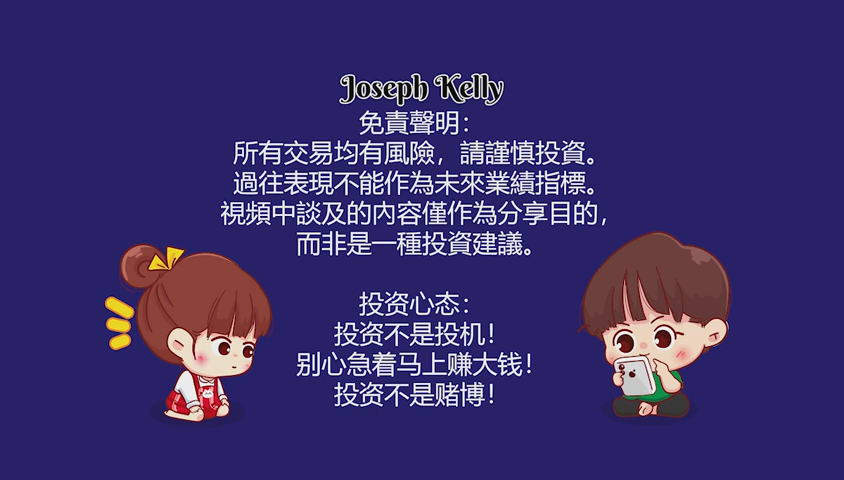 Joseph Kelly
免責聲明：
所有交易均有風險，請謹慎投資。
過往表現不能作為未來業績指標。
視頻中談及的內容僅作為分享目的，
而非是一種投資建議。
投资心态：
投资不是投机！
别心急着马上赚大钱！
投资不是赌博！